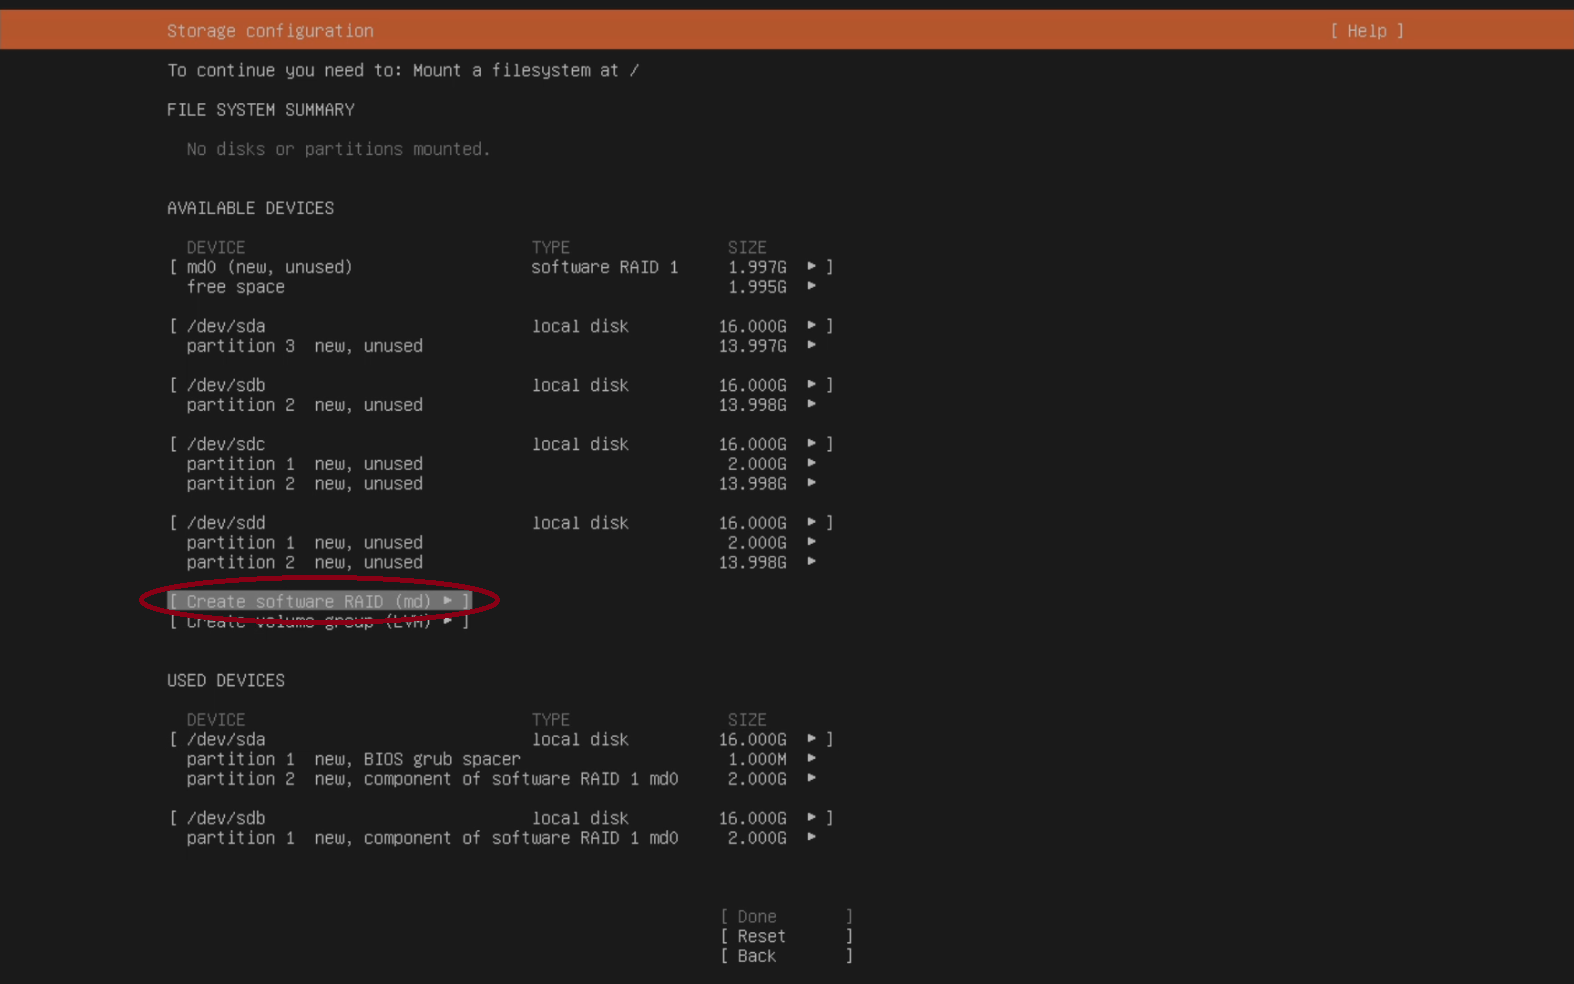 Storage configuration [ Help ]
To continue you need to: Mount a filesystem at /
FILE SYSTEM SUMMARY
No disks or partitions mounted.
AVAILABLE DEVICES
DEVICE TYPE SIZE
[ md0 (new, unused) software RAID 1 1.997G ▸ ]
free space 1.995G ▸
[ /dev/sda local disk 16.000G ▸ ]
partition 3 new, unused 13.997G ▸
[ /dev/sdb local disk 16.000G ▸ ]
partition 2 new, unused 13.998G ▸
[ /dev/sdc local disk 16.000G ▸ ]
partition 1 new, unused 2.000G ▸
partition 2 new, unused 13.998G ▸
[ /dev/sdd local disk 16.000G ▸ ]
partition 1 new, unused 2.000G ▸
partition 2 new, unused 13.998G ▸
[ Create software RAID (md) ▸ ]
[ Create volume group (LVM) ▸ ]
USED DEVICES
DEVICE TYPE SIZE
[ /dev/sda local disk 16.000G ▸ ]
partition 1 new, BIOS grub spacer 1.000M ▸
partition 2 new, component of software RAID 1 md0 2.000G ▸
[ /dev/sdb local disk 16.000G ▸ ]
partition 1 new, component of software RAID 1 md0 2.000G ▸
[ Done ]
[ Reset ]
[ Back ]